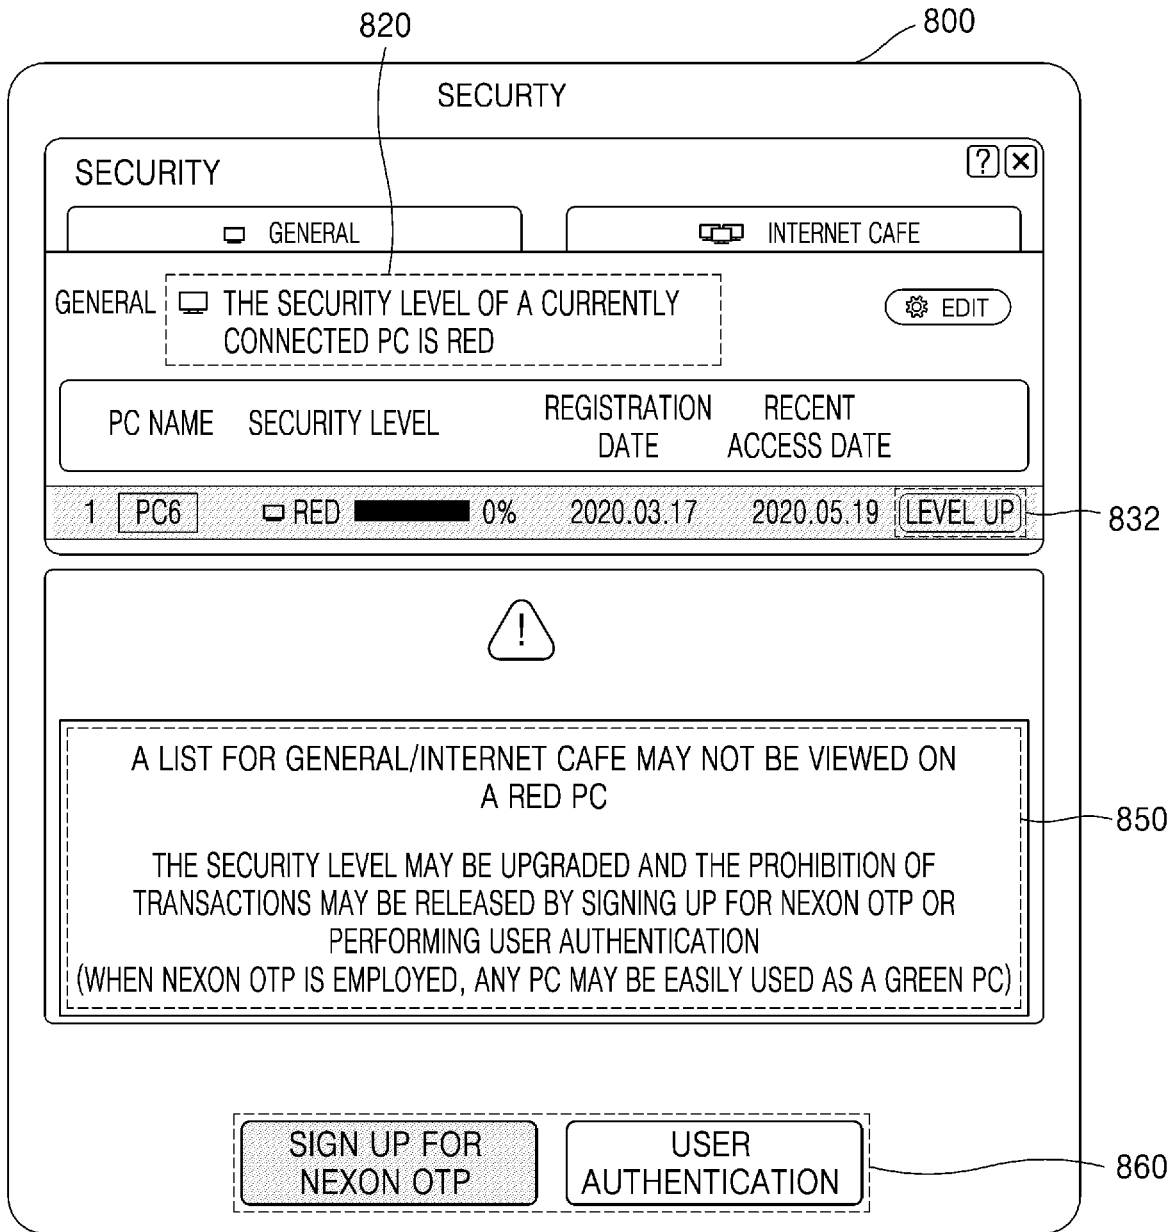 820
800
SECURTY
SECURITY
? X
GENERAL
INTERNET CAFE
GENERAL
THE SECURITY LEVEL OF A CURRENTLY
CONNECTED PC IS RED
EDIT
PC NAME
SECURITY LEVEL
REGISTRATION
DATE
RECENT
ACCESS DATE
1 PC6 RED 0% 2020.03.17 2020.05.19 LEVEL UP
832
!
A LIST FOR GENERAL/INTERNET CAFE MAY NOT BE VIEWED ON
A RED PC
850
THE SECURITY LEVEL MAY BE UPGRADED AND THE PROHIBITION OF
TRANSACTIONS MAY BE RELEASED BY SIGNING UP FOR NEXON OTP OR
PERFORMING USER AUTHENTICATION
(WHEN NEXON OTP IS EMPLOYED, ANY PC MAY BE EASILY USED AS A GREEN PC)
SIGN UP FOR
NEXON OTP
USER
AUTHENTICATION
860